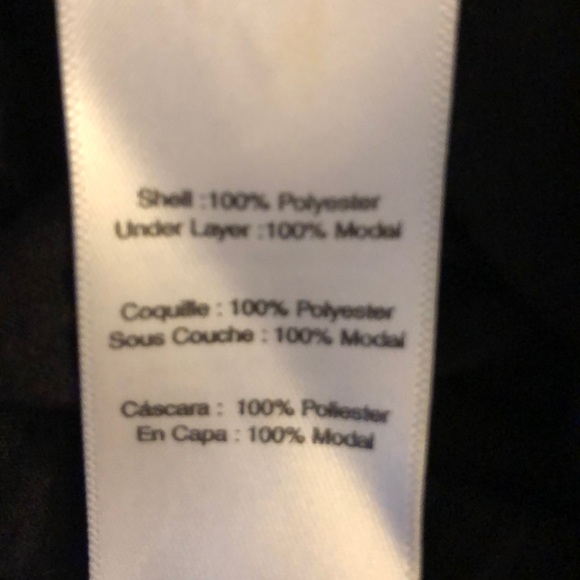 Shell :100% Polyester
Under Layer :100% Modal
Coquille : 100% Polyester
Sous Couche : 100% Modal
Cáscara : 100% Poliester
En Capa : 100% Modal